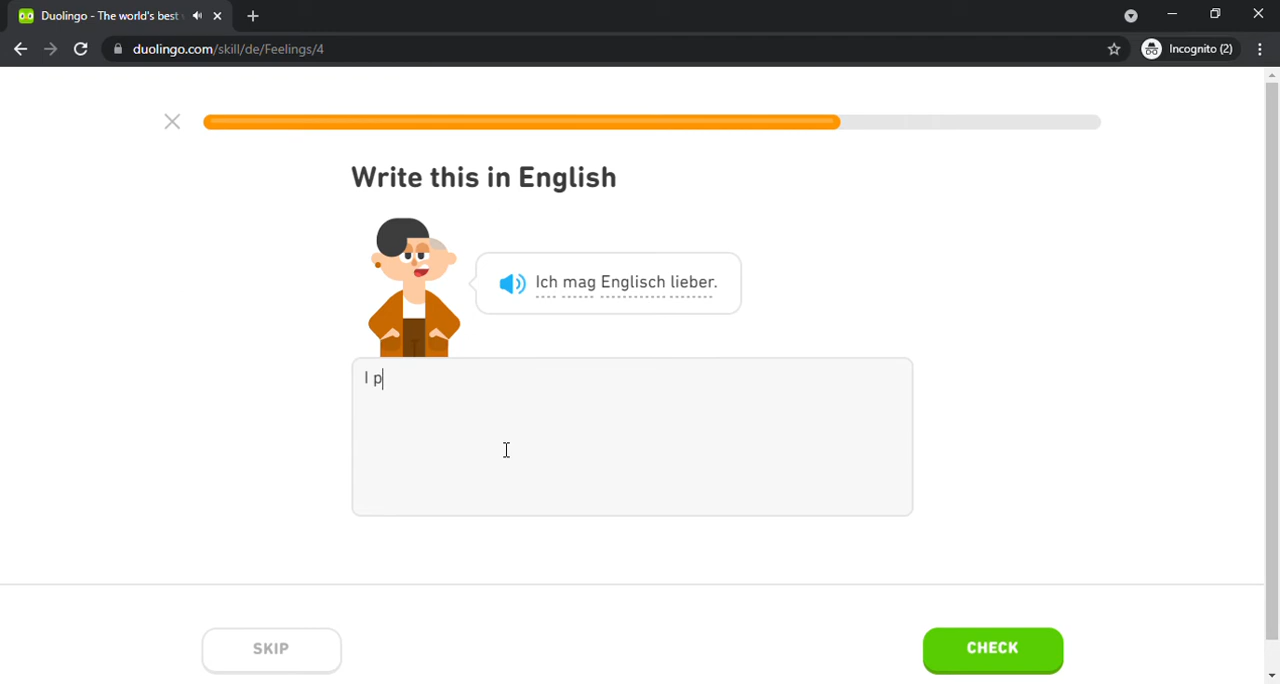 Duolingo - The world's best
duolingo.com/skill/de/Feelings/4
Incognito (2)
Write this in English
Ich mag Englisch lieber.
I p
SKIP
CHECK